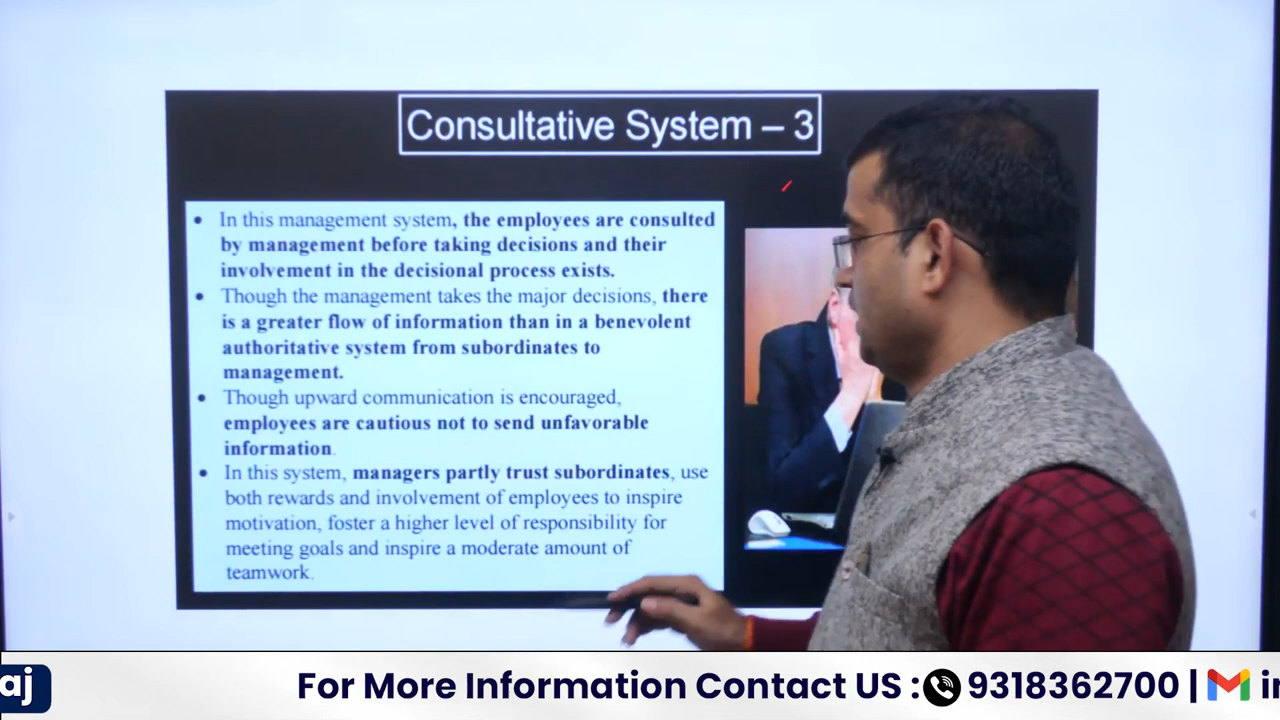 Consultative System – 3
• In this management system, the employees are consulted
by management before taking decisions and their
involvement in the decisional process exists.
• Though the management takes the major decisions, there
is a greater flow of information than in a benevolent
authoritative system from subordinates to
management.
• Though upward communication is encouraged,
employees are cautious not to send unfavorable
information.
• In this system, managers partly trust subordinates, use
both rewards and involvement of employees to inspire
motivation, foster a higher level of responsibility for
meeting goals and inspire a moderate amount of
teamwork.
aj
For More Information Contact US : 9318362700 |